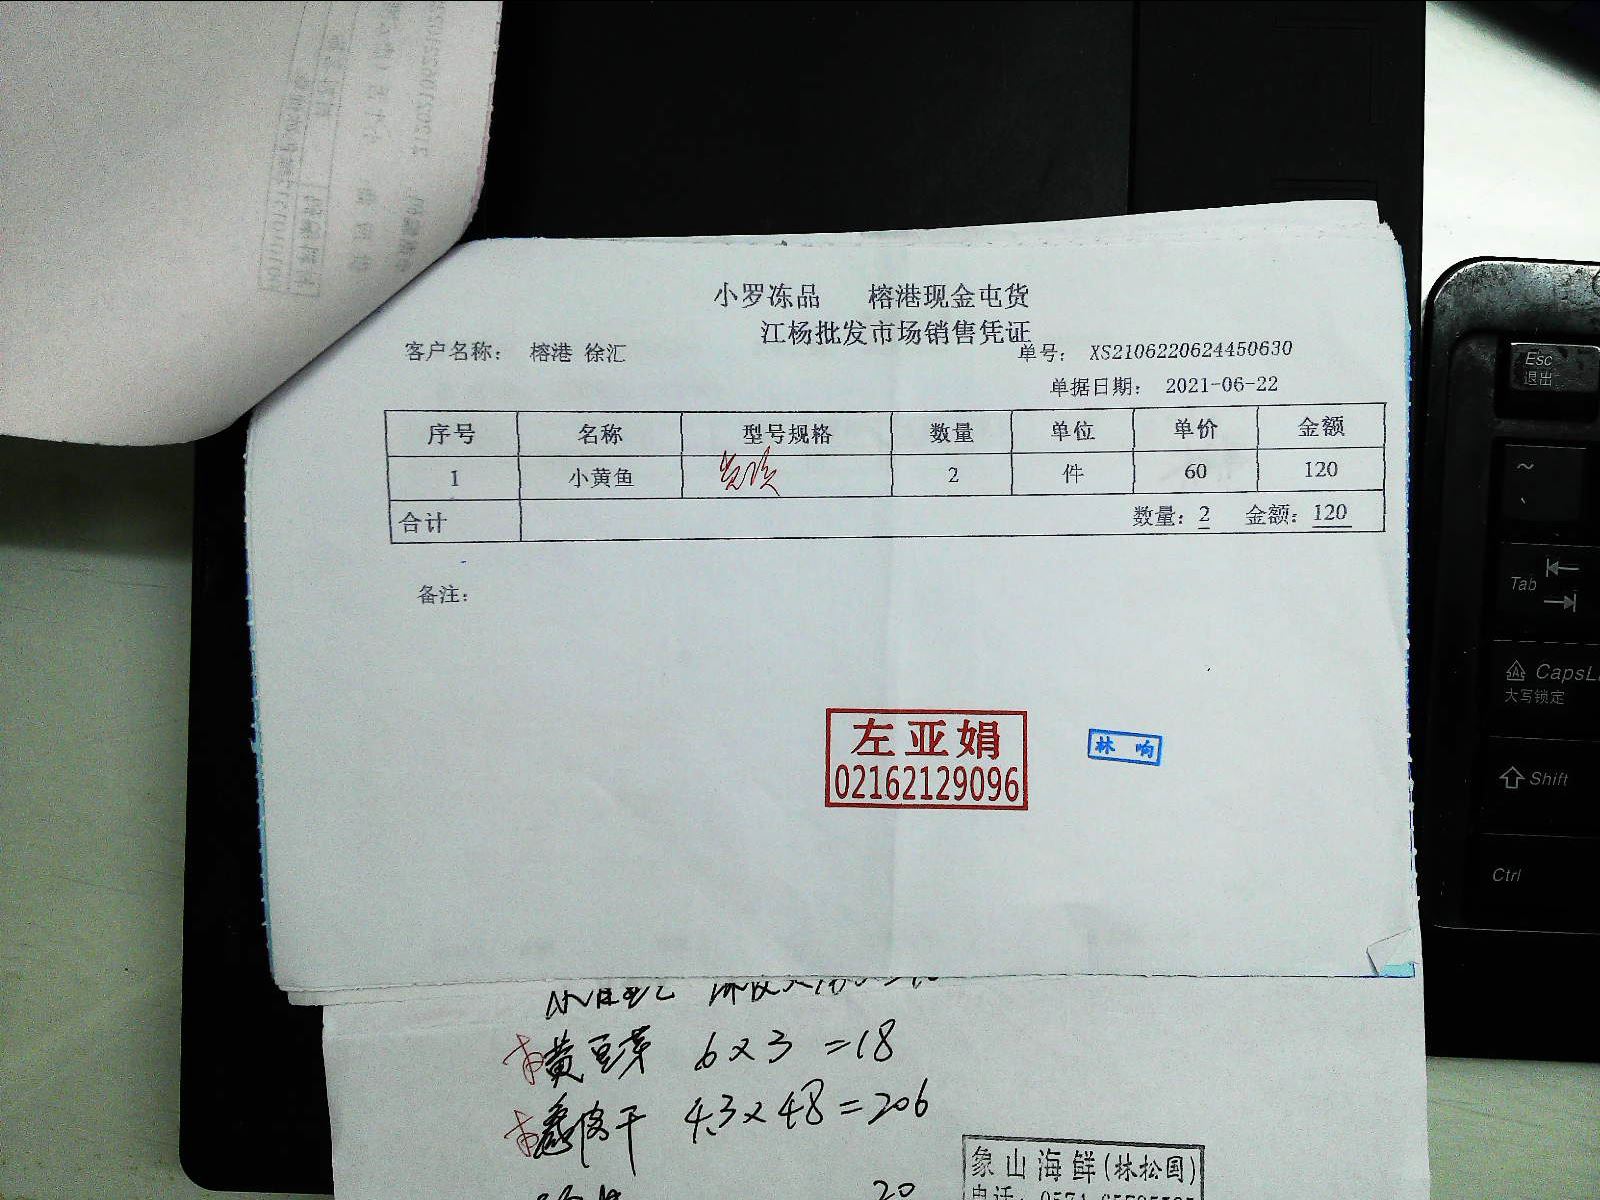 小罗冻品 榕港现金屯货
江杨批发市场销售凭证
客户名称： 榕港 徐汇 单号： XS2106220624450630
单据日期： 2021-06-22
序号 名称 型号规格 数量 单位 单价 金额
1 小黄鱼 2 件 60 120
合计 数量：2 金额：120
备注：
左亚娟
02162129096
林响
黄豆芽 6×3=18
干 4.3×48=206
20
象山海鲜(林松国)
Esc
退出
~
Tab
CapsL
大写锁定
Shift
Ctrl